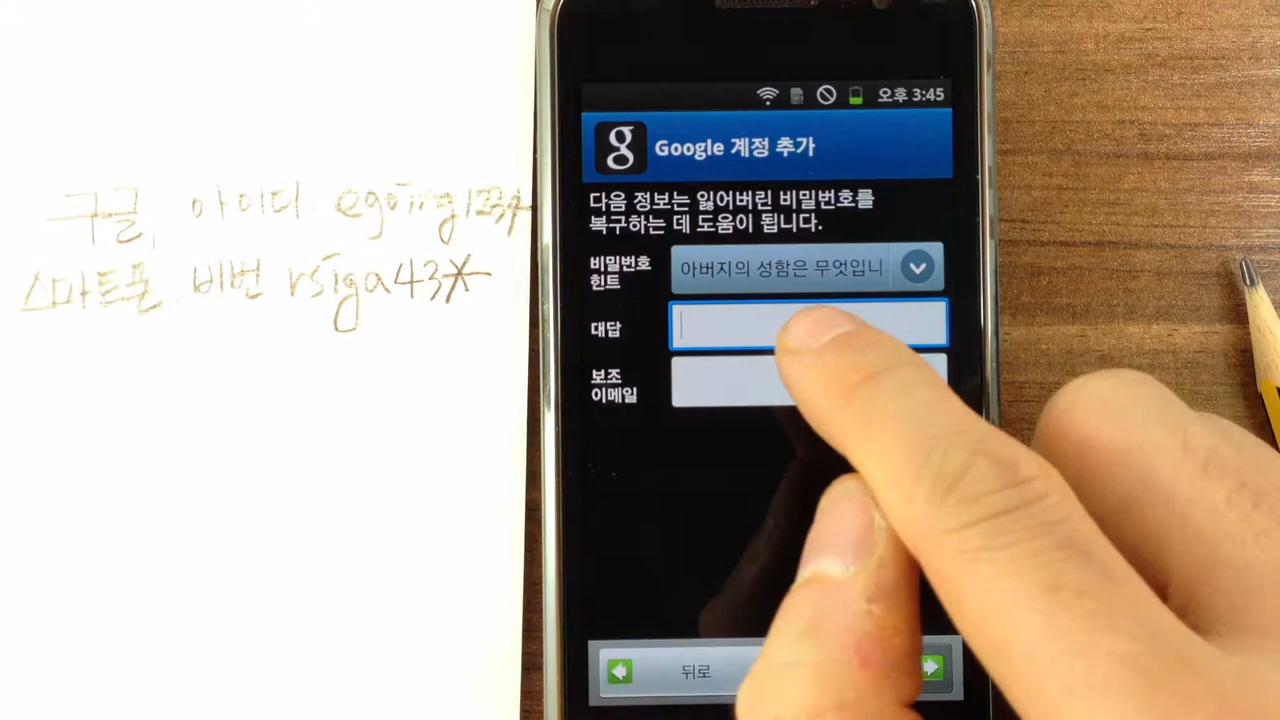 구글, 아이디 egoing1234
스마트폰 비번 rsiga43*
오후 3:45
g Google 계정 추가
다음 정보는 잃어버린 비밀번호를
복구하는 데 도움이 됩니다.
비밀번호
힌트
아버지의 성함은 무엇입니
대답
보조
이메일
뒤로